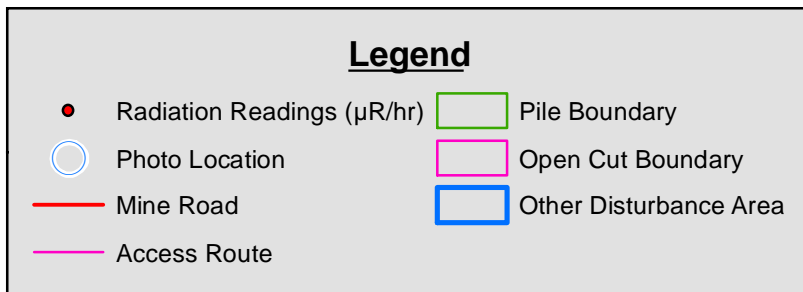 Legend
Radiation Readings (µR/hr)
Photo Location
Mine Road
Access Route
Pile Boundary
Open Cut Boundary
Other Disturbance Area